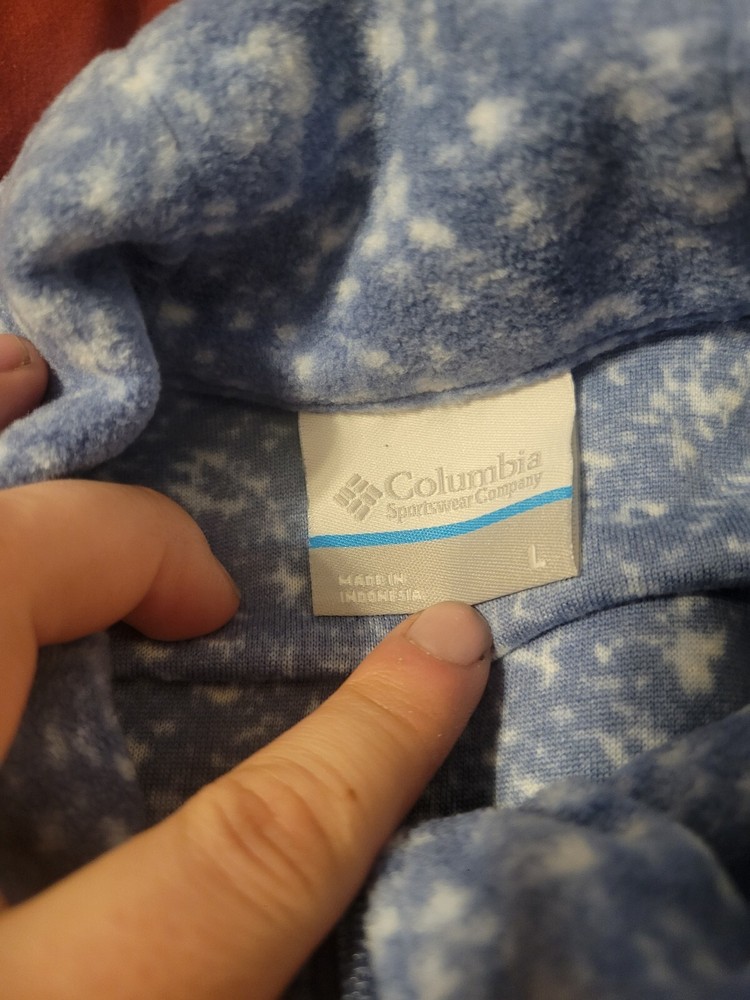 Columbia
Sportswear Company
L
MADE IN
INDONESIA